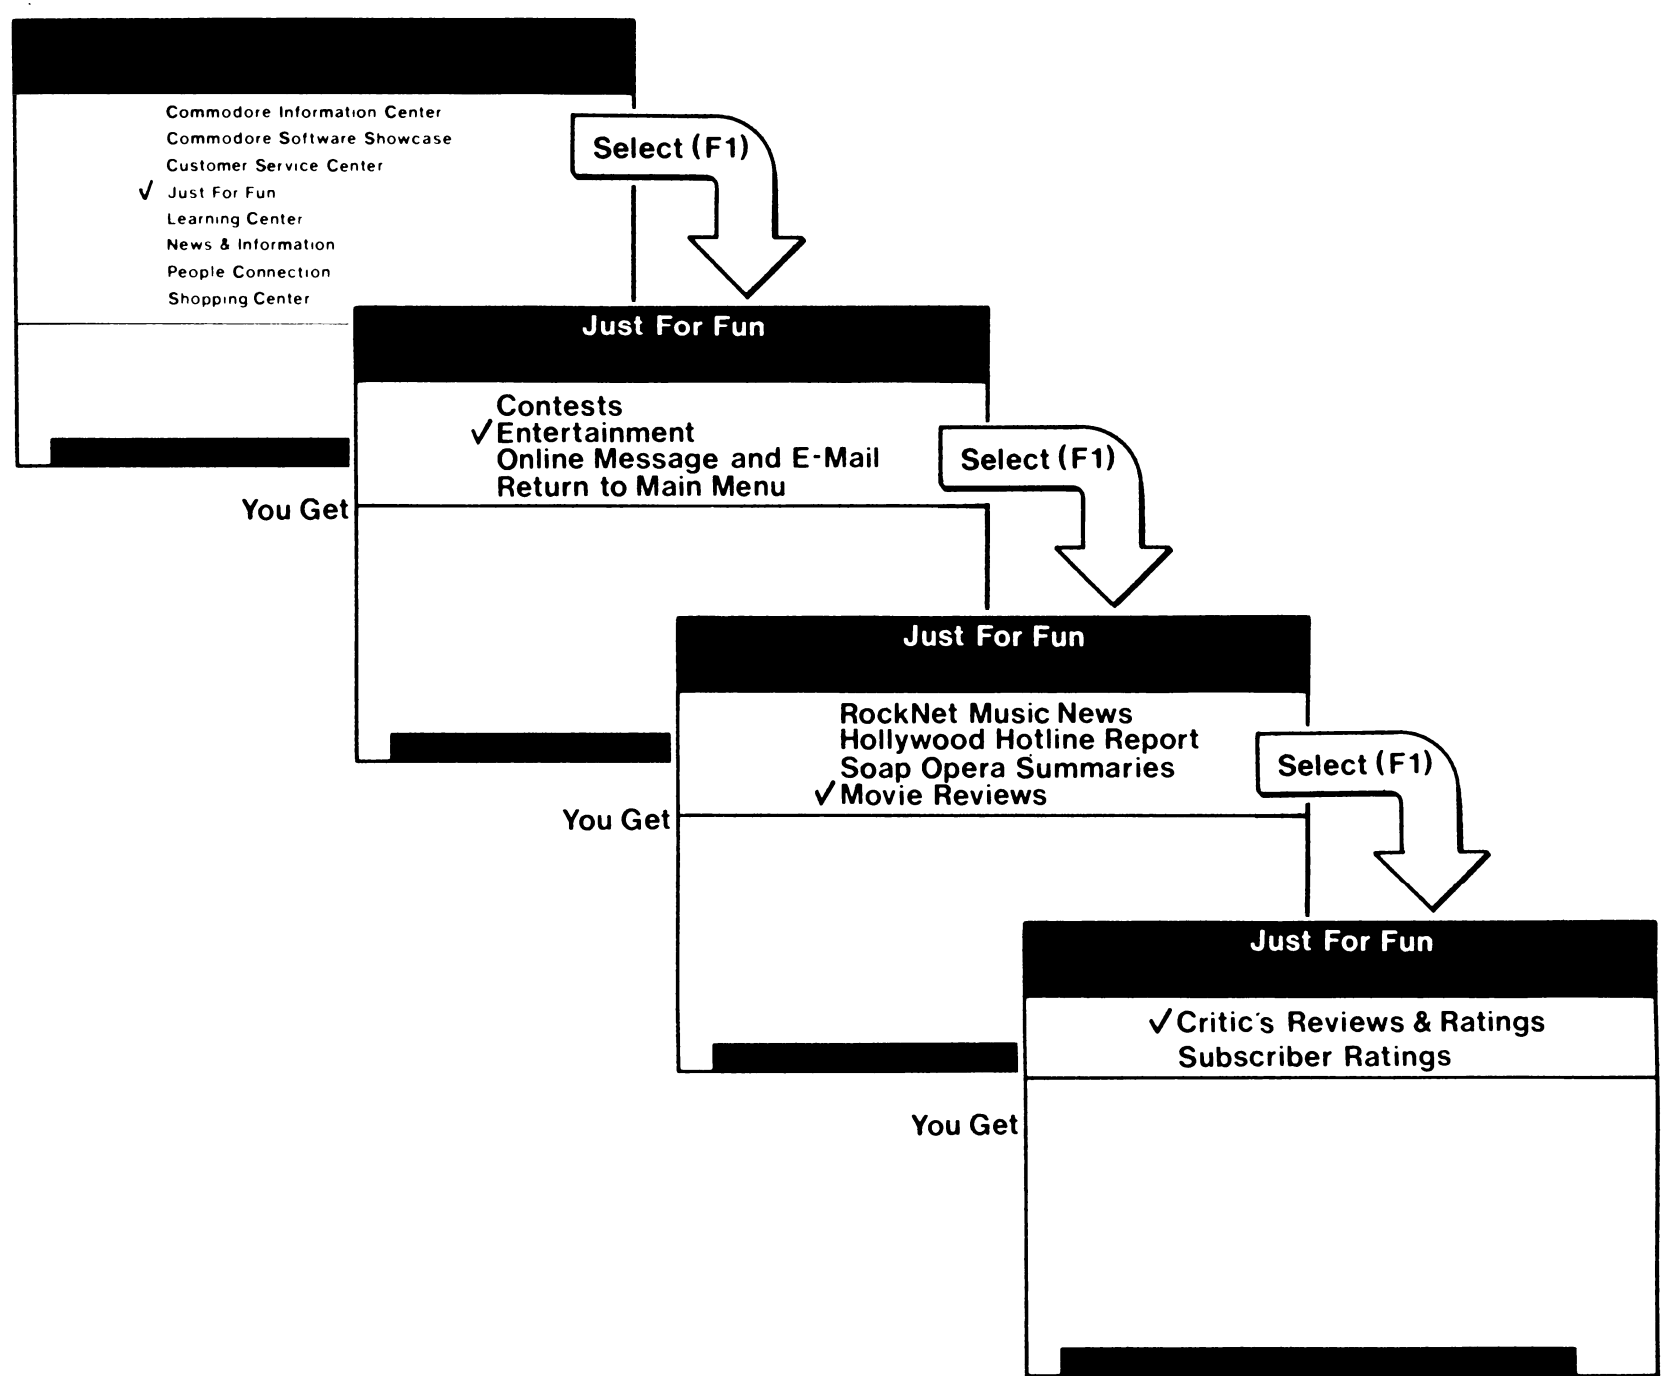 Commodore Information Center
Commodore Software Showcase
Customer Service Center
✓ Just For Fun
Learning Center
News & Information
People Connection
Shopping Center
Select (F1)
You Get
Just For Fun
Contests
✓ Entertainment
Online Message and E-Mail
Return to Main Menu
Select (F1)
You Get
Just For Fun
RockNet Music News
Hollywood Hotline Report
Soap Opera Summaries
✓ Movie Reviews
Select (F1)
You Get
Just For Fun
✓ Critic's Reviews & Ratings
Subscriber Ratings